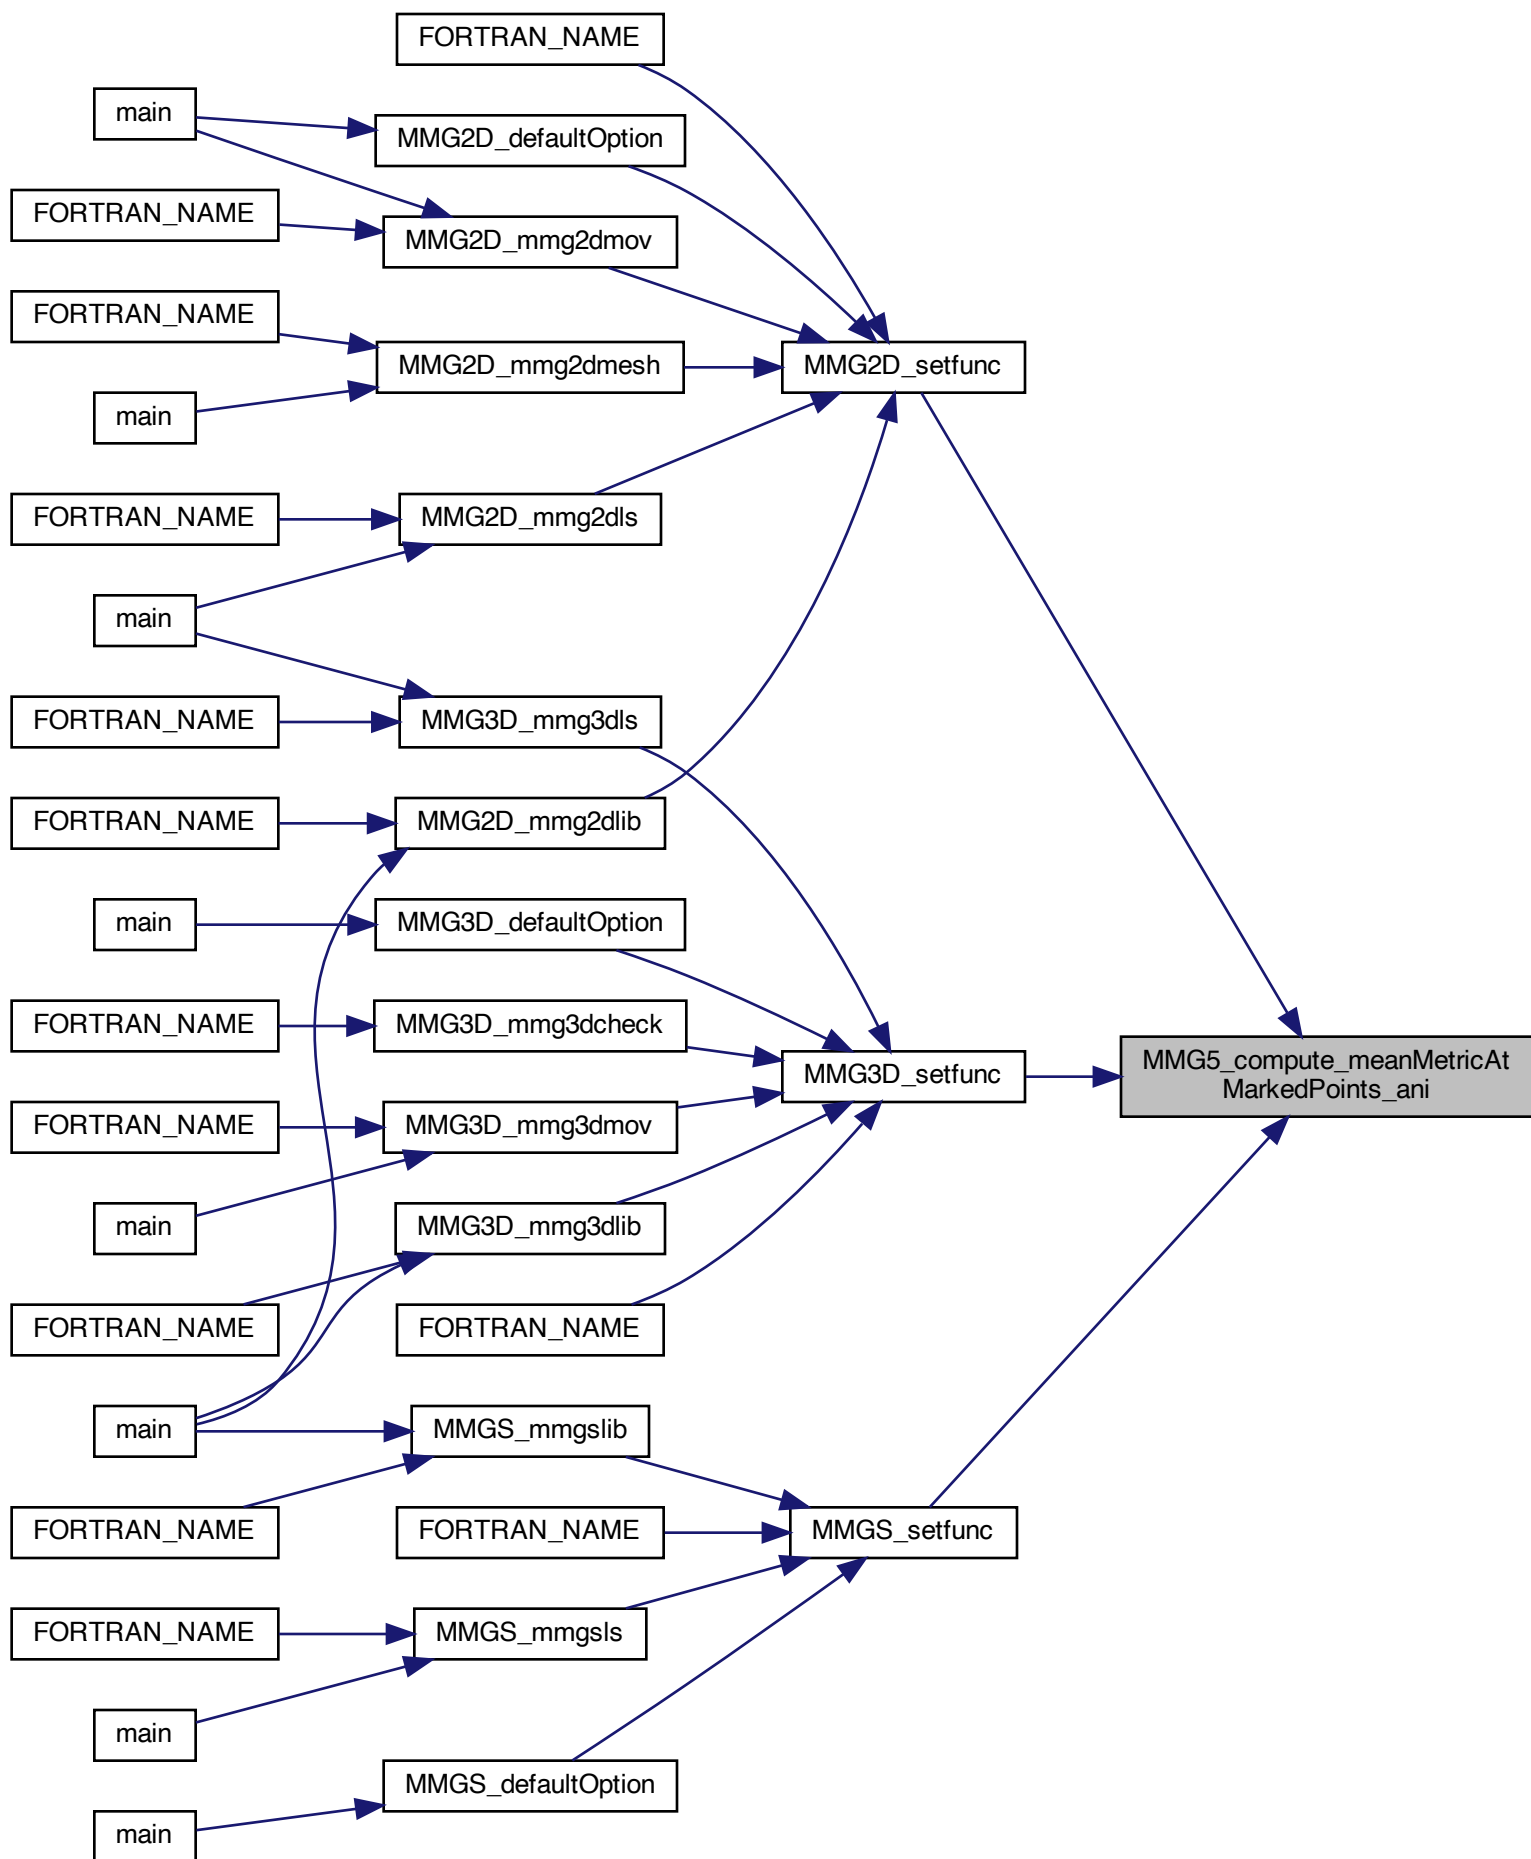 FORTRAN_NAME
main
MMG2D_defaultOption
FORTRAN_NAME
MMG2D_mmg2dmov
FORTRAN_NAME
MMG2D_mmg2dmesh
MMG2D_setfunc
main
FORTRAN_NAME
MMG2D_mmg2dls
main
FORTRAN_NAME
MMG3D_mmg3dls
FORTRAN_NAME
MMG2D_mmg2dlib
main
MMG3D_defaultOption
FORTRAN_NAME
MMG3D_mmg3dcheck
MMG3D_setfunc
MMG5_compute_meanMetricAt
MarkedPoints_ani
FORTRAN_NAME
MMG3D_mmg3dmov
main
MMG3D_mmg3dlib
FORTRAN_NAME
FORTRAN_NAME
main
MMGS_mmgslib
FORTRAN_NAME
FORTRAN_NAME
MMGS_setfunc
FORTRAN_NAME
MMGS_mmgsls
main
MMGS_defaultOption
main